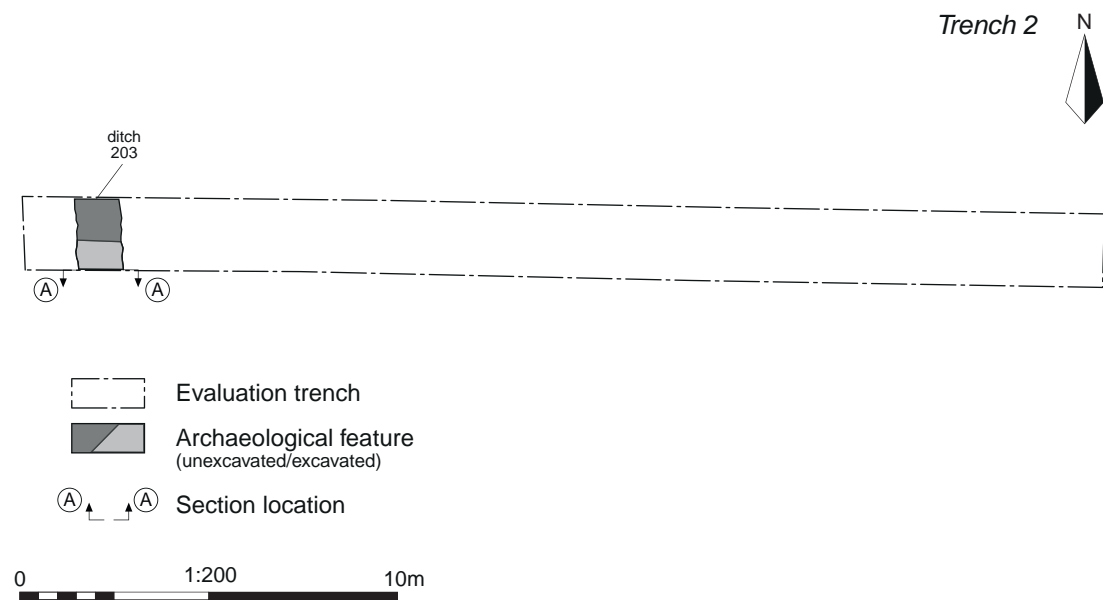 Trench 2
N
ditch
203
A
A
Evaluation trench
Archaeological feature
(unexcavated/excavated)
A A Section location
0 1:200 10m